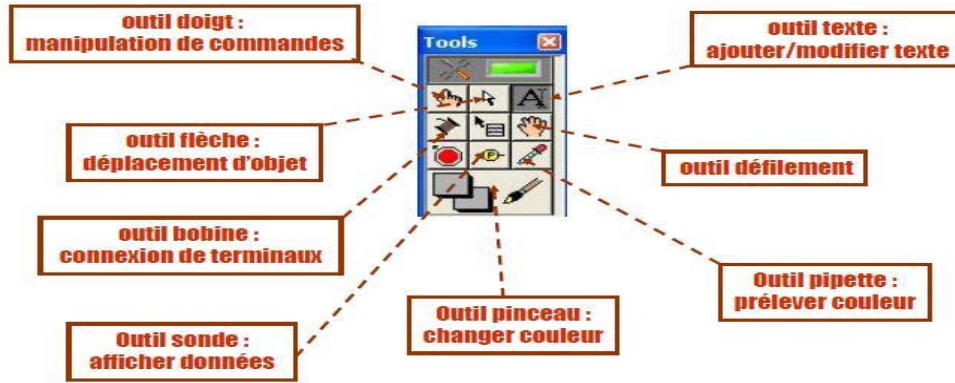 outil doigt :
manipulation de commandes
Tools
outil texte :
ajouter/modifier texte
outil flèche :
déplacement d'objet
outil défilement
outil bobine :
connexion de terminaux
Outil pipette :
prélever couleur
Outil pinceau :
changer couleur
Outil sonde :
afficher données
A
P